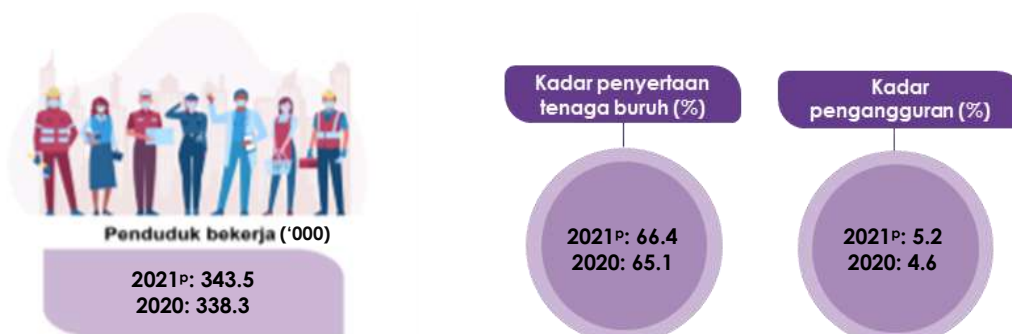 Penduduk bekerja (‘000)
2021ᵖ: 343.5
2020: 338.3
Kadar penyertaan
tenaga buruh (%)
2021ᵖ: 66.4
2020: 65.1
Kadar
pengangguran (%)
2021ᵖ: 5.2
2020: 4.6